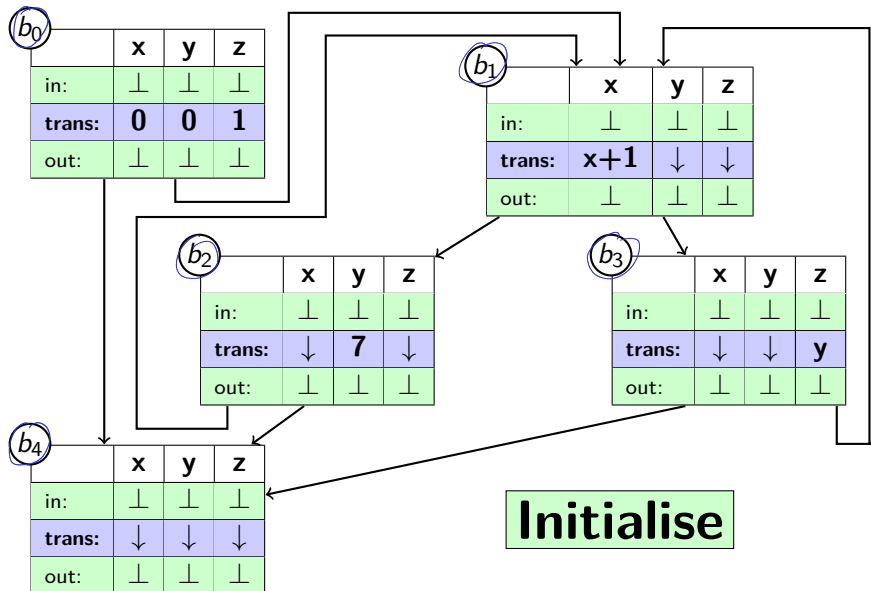 b₀
x y z
in: ⊥ ⊥ ⊥
trans: 0 0 1
out: ⊥ ⊥ ⊥
b₁
x y z
in: ⊥ ⊥ ⊥
trans: x+1 ↓ ↓
out: ⊥ ⊥ ⊥
b₂
x y z
in: ⊥ ⊥ ⊥
trans: ↓ 7 ↓
out: ⊥ ⊥ ⊥
b₃
x y z
in: ⊥ ⊥ ⊥
trans: ↓ ↓ y
out: ⊥ ⊥ ⊥
b₄
x y z
in: ⊥ ⊥ ⊥
trans: ↓ ↓ ↓
out: ⊥ ⊥ ⊥
Initialise